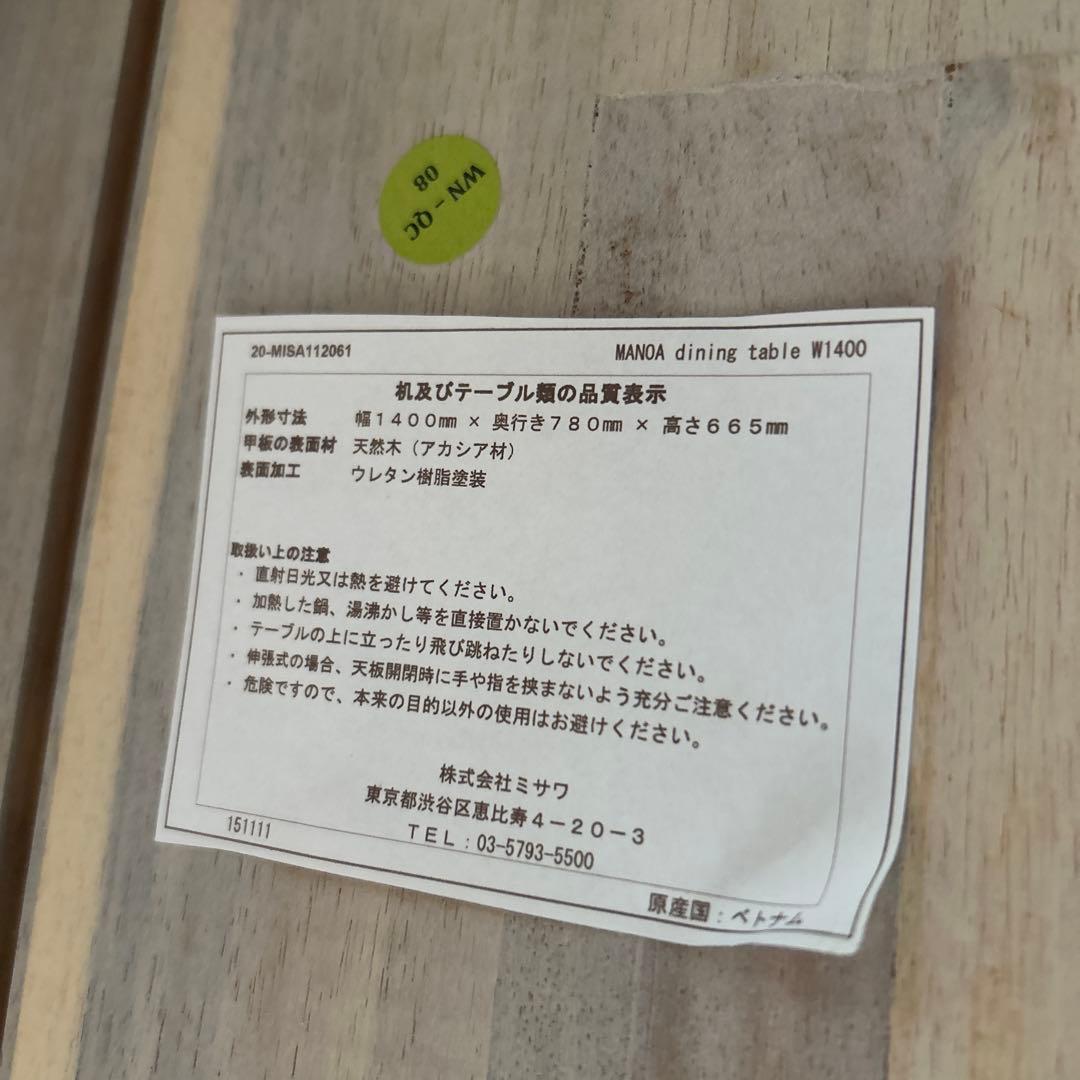 WN - QC
08
20-MISA112061
MANOA dining table W1400
机及びテーブル類の品質表示
外形寸法 幅1400㎜ × 奥行き780㎜ × 高さ665㎜
甲板の表面材 天然木（アカシア材）
表面加工 ウレタン樹脂塗装
取扱い上の注意
・直射日光又は熱を避けてください。
・加熱した鍋、湯沸かし等を直接置かないでください。
・テーブルの上に立ったり飛び跳ねたりしないでください。
・伸張式の場合、天板開閉時に手や指を挟まないよう充分ご注意ください。
・危険ですので、本来の目的以外の使用はお避けください。
株式会社ミサワ
東京都渋谷区恵比寿4－20－3
TEL：03-5793-5500
151111
原産国：ベトナム